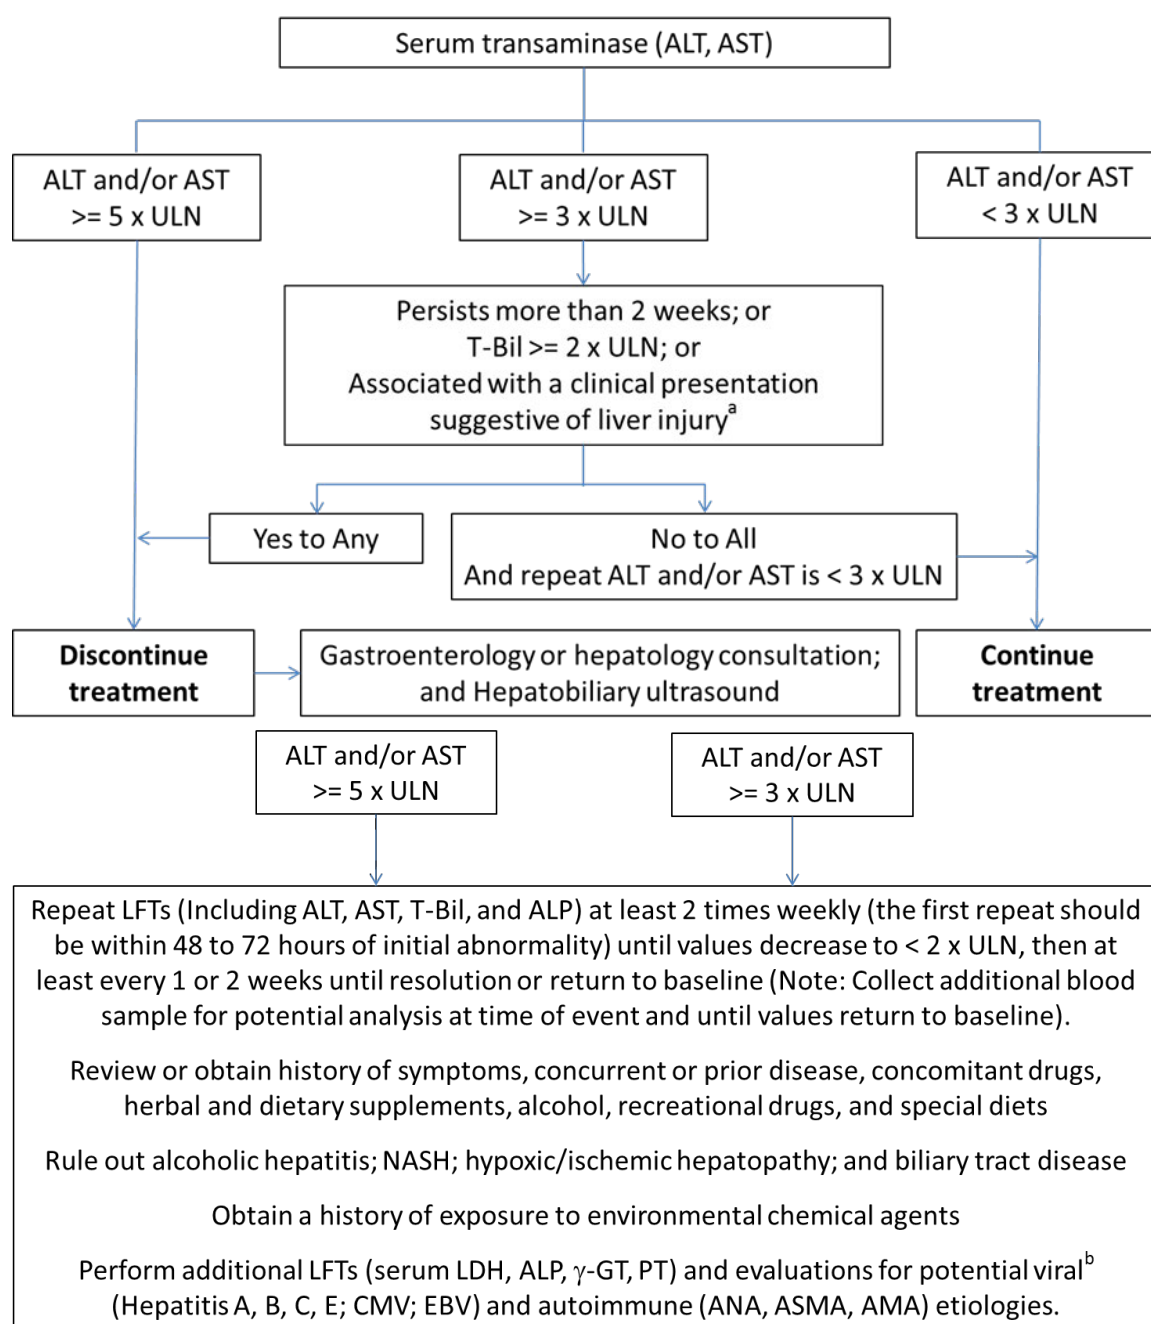 Serum transaminase (ALT, AST)
ALT and/or AST
>= 5 x ULN
ALT and/or AST
>= 3 x ULN
ALT and/or AST
< 3 x ULN
Persists more than 2 weeks; or
T-Bil >= 2 x ULN; or
Associated with a clinical presentation
suggestive of liver injuryᵃ
Yes to Any
No to All
And repeat ALT and/or AST is < 3 x ULN
Discontinue
treatment
Gastroenterology or hepatology consultation;
and Hepatobiliary ultrasound
Continue
treatment
ALT and/or AST
>= 5 x ULN
ALT and/or AST
>= 3 x ULN
Repeat LFTs (Including ALT, AST, T-Bil, and ALP) at least 2 times weekly (the first repeat should
be within 48 to 72 hours of initial abnormality) until values decrease to < 2 x ULN, then at
least every 1 or 2 weeks until resolution or return to baseline (Note: Collect additional blood
sample for potential analysis at time of event and until values return to baseline).
Review or obtain history of symptoms, concurrent or prior disease, concomitant drugs,
herbal and dietary supplements, alcohol, recreational drugs, and special diets
Rule out alcoholic hepatitis; NASH; hypoxic/ischemic hepatopathy; and biliary tract disease
Obtain a history of exposure to environmental chemical agents
Perform additional LFTs (serum LDH, ALP, γ-GT, PT) and evaluations for potential viralᵇ
(Hepatitis A, B, C, E; CMV; EBV) and autoimmune (ANA, ASMA, AMA) etiologies.